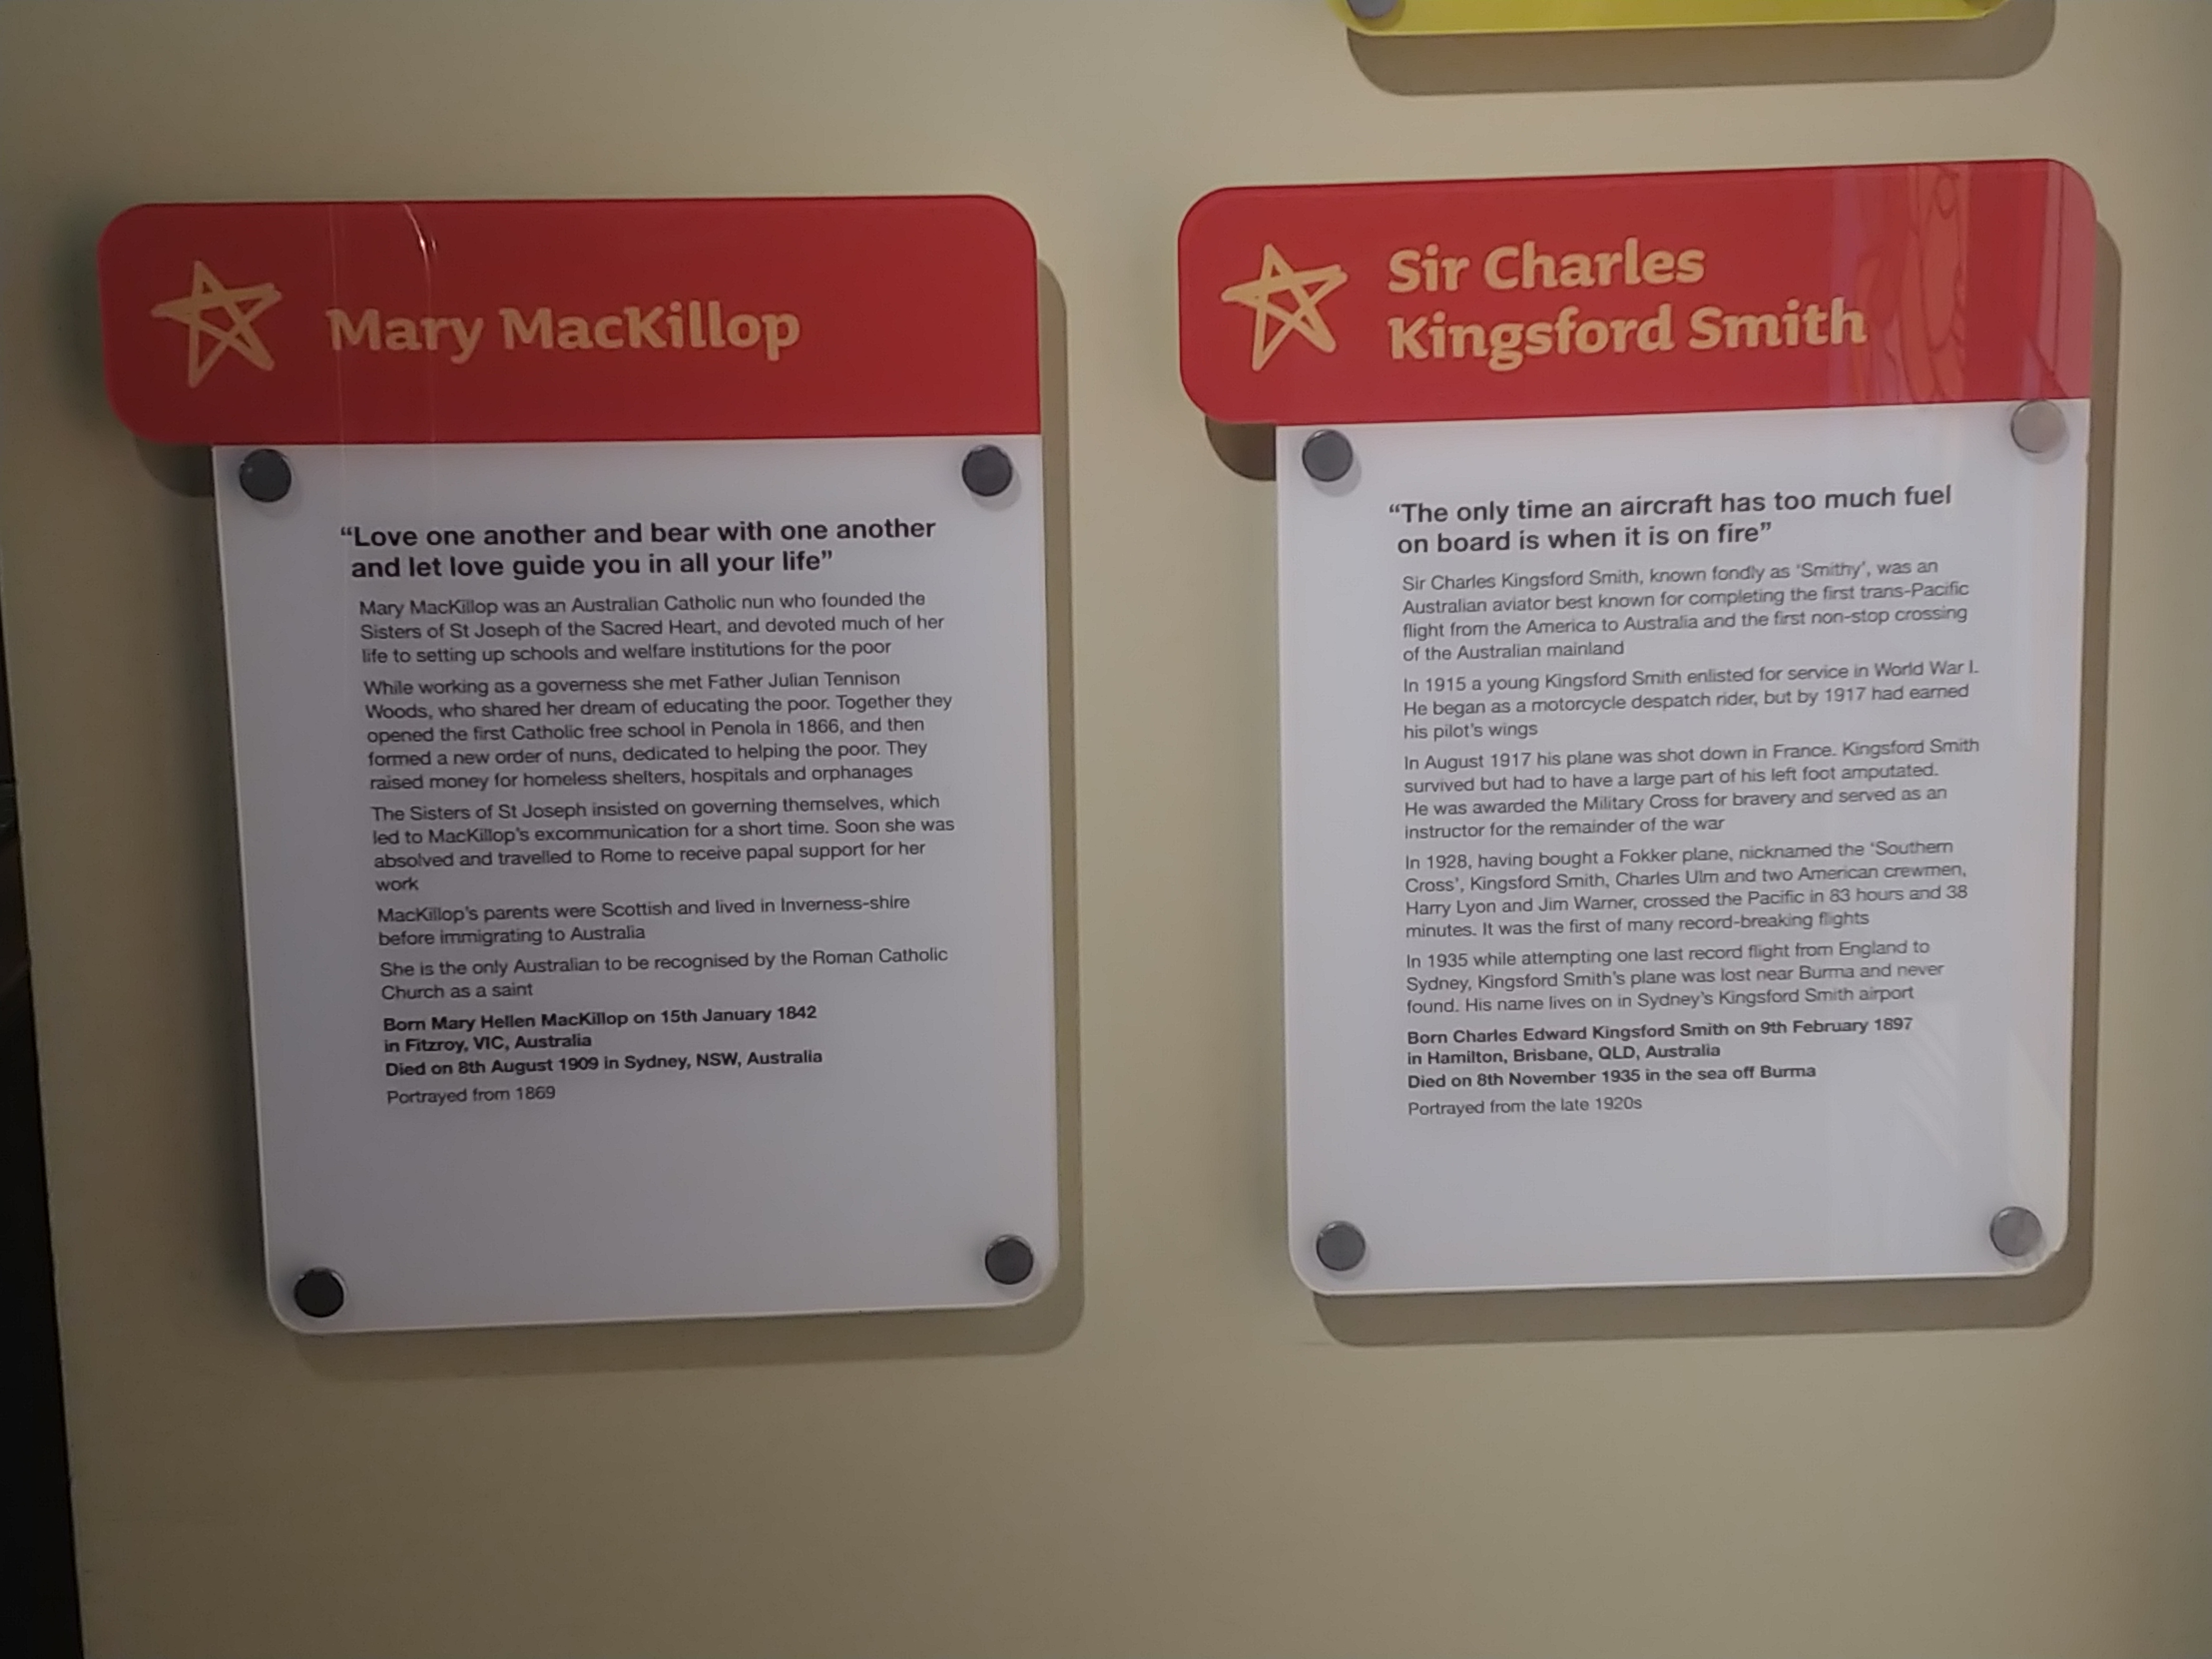 Mary MacKillop
“Love one another and bear with one another
and let love guide you in all your life”
Mary MacKillop was an Australian Catholic nun who founded the
Sisters of St Joseph of the Sacred Heart, and devoted much of her
life to setting up schools and welfare institutions for the poor
While working as a governess she met Father Julian Tennison
Woods, who shared her dream of educating the poor. Together they
opened the first Catholic free school in Penola in 1866, and then
formed a new order of nuns, dedicated to helping the poor. They
raised money for homeless shelters, hospitals and orphanages
The Sisters of St Joseph insisted on governing themselves, which
led to MacKillop’s excommunication for a short time. Soon she was
absolved and travelled to Rome to receive papal support for her
work
MacKillop’s parents were Scottish and lived in Inverness-shire
before immigrating to Australia
She is the only Australian to be recognised by the Roman Catholic
Church as a saint
Born Mary Hellen MacKillop on 15th January 1842
in Fitzroy, VIC, Australia
Died on 8th August 1909 in Sydney, NSW, Australia
Portrayed from 1869
Sir Charles
Kingsford Smith
“The only time an aircraft has too much fuel
on board is when it is on fire”
Sir Charles Kingsford Smith, known fondly as ‘Smithy’, was an
Australian aviator best known for completing the first trans-Pacific
flight from the America to Australia and the first non-stop crossing
of the Australian mainland
In 1915 a young Kingsford Smith enlisted for service in World War I.
He began as a motorcycle despatch rider, but by 1917 had earned
his pilot’s wings
In August 1917 his plane was shot down in France. Kingsford Smith
survived but had to have a large part of his left foot amputated.
He was awarded the Military Cross for bravery and served as an
instructor for the remainder of the war
In 1928, having bought a Fokker plane, nicknamed the ‘Southern
Cross’, Kingsford Smith, Charles Ulm and two American crewmen,
Harry Lyon and Jim Warner, crossed the Pacific in 83 hours and 38
minutes. It was the first of many record-breaking flights
In 1935 while attempting one last record flight from England to
Sydney, Kingsford Smith’s plane was lost near Burma and never
found. His name lives on in Sydney’s Kingsford Smith airport
Born Charles Edward Kingsford Smith on 9th February 1897
in Hamilton, Brisbane, QLD, Australia
Died on 8th November 1935 in the sea off Burma
Portrayed from the late 1920s